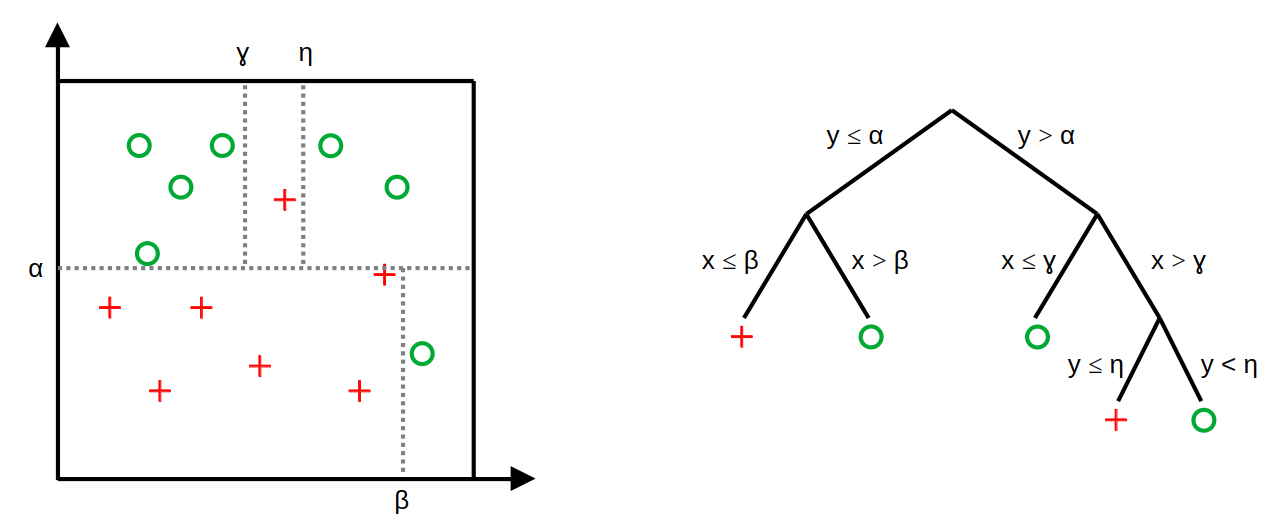 ɣ η
α
β
y ≤ α y > α
x ≤ β x > β x ≤ ɣ x > ɣ
y ≤ η y < η